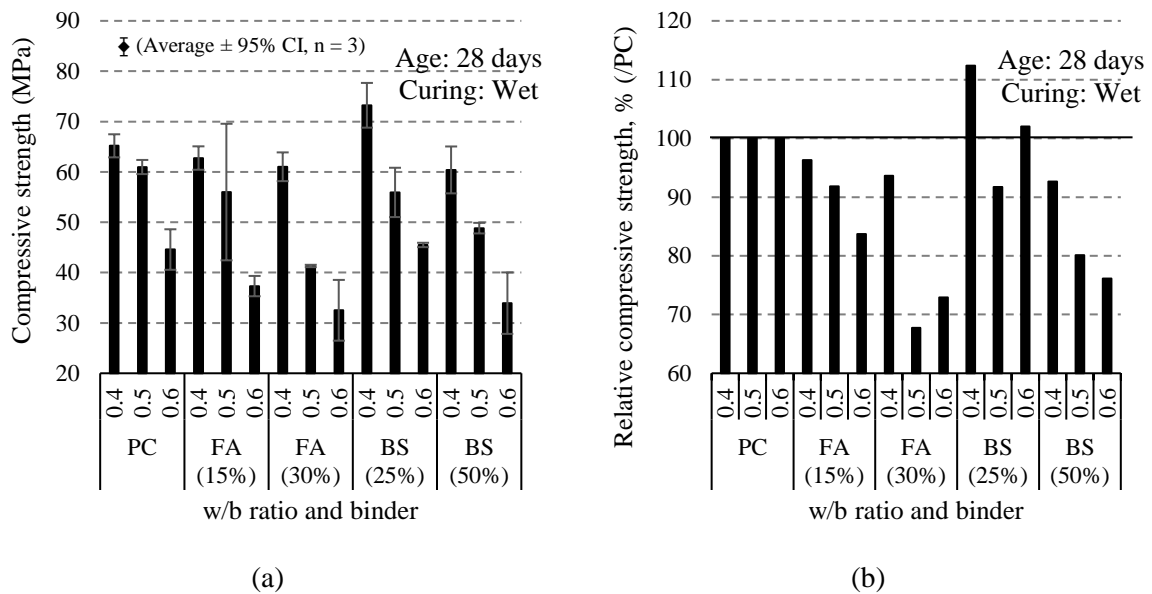 Compressive strength (MPa)
90
80
70
60
50
40
30
20
(Average ± 95% CI, n = 3)
Age: 28 days
Curing: Wet
0.4 0.5 0.6 0.4 0.5 0.6 0.4 0.5 0.6 0.4 0.5 0.6 0.4 0.5 0.6
PC FA FA BS BS
(15%) (30%) (25%) (50%)
w/b ratio and binder
(a)
Relative compressive strength, % (/PC)
120
110
100
90
80
70
60
Age: 28 days
Curing: Wet
0.4 0.5 0.6 0.4 0.5 0.6 0.4 0.5 0.6 0.4 0.5 0.6 0.4 0.5 0.6
PC FA FA BS BS
(15%) (30%) (25%) (50%)
w/b ratio and binder
(b)